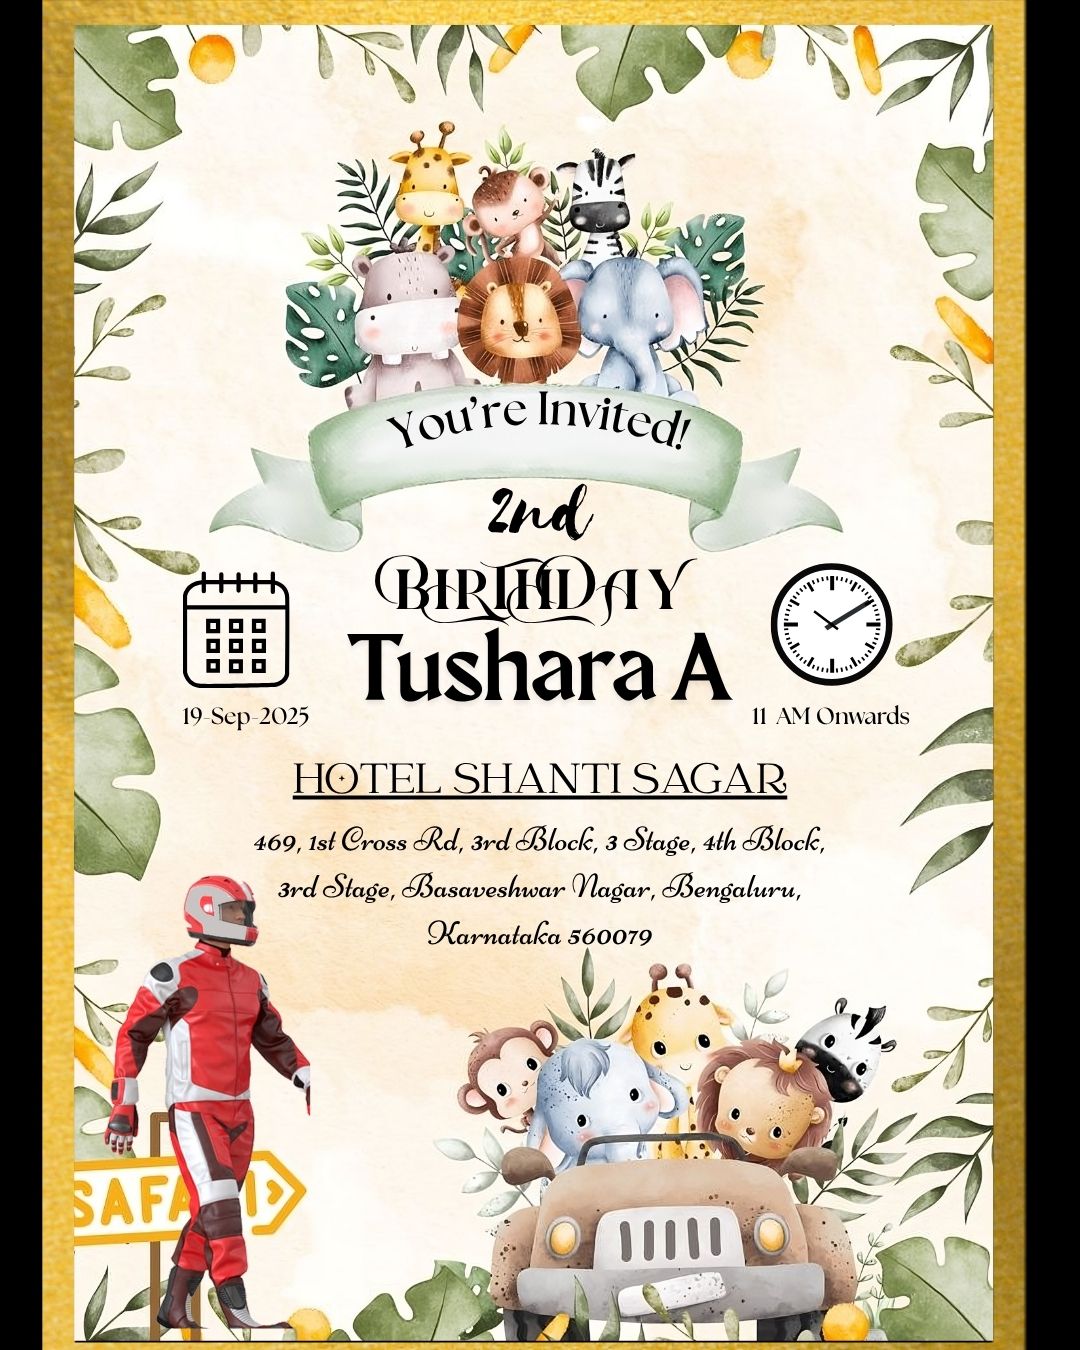 You're Invited!
2nd
BIRTHDAY
Tushara A
19-Sep-2025
11 AM Onwards
HOTEL SHANTI SAGAR
469, 1st Cross Rd, 3rd Block, 3 Stage, 4th Block,
3rd Stage, Basaveshwar Nagar, Bengaluru,
Karnataka 560079